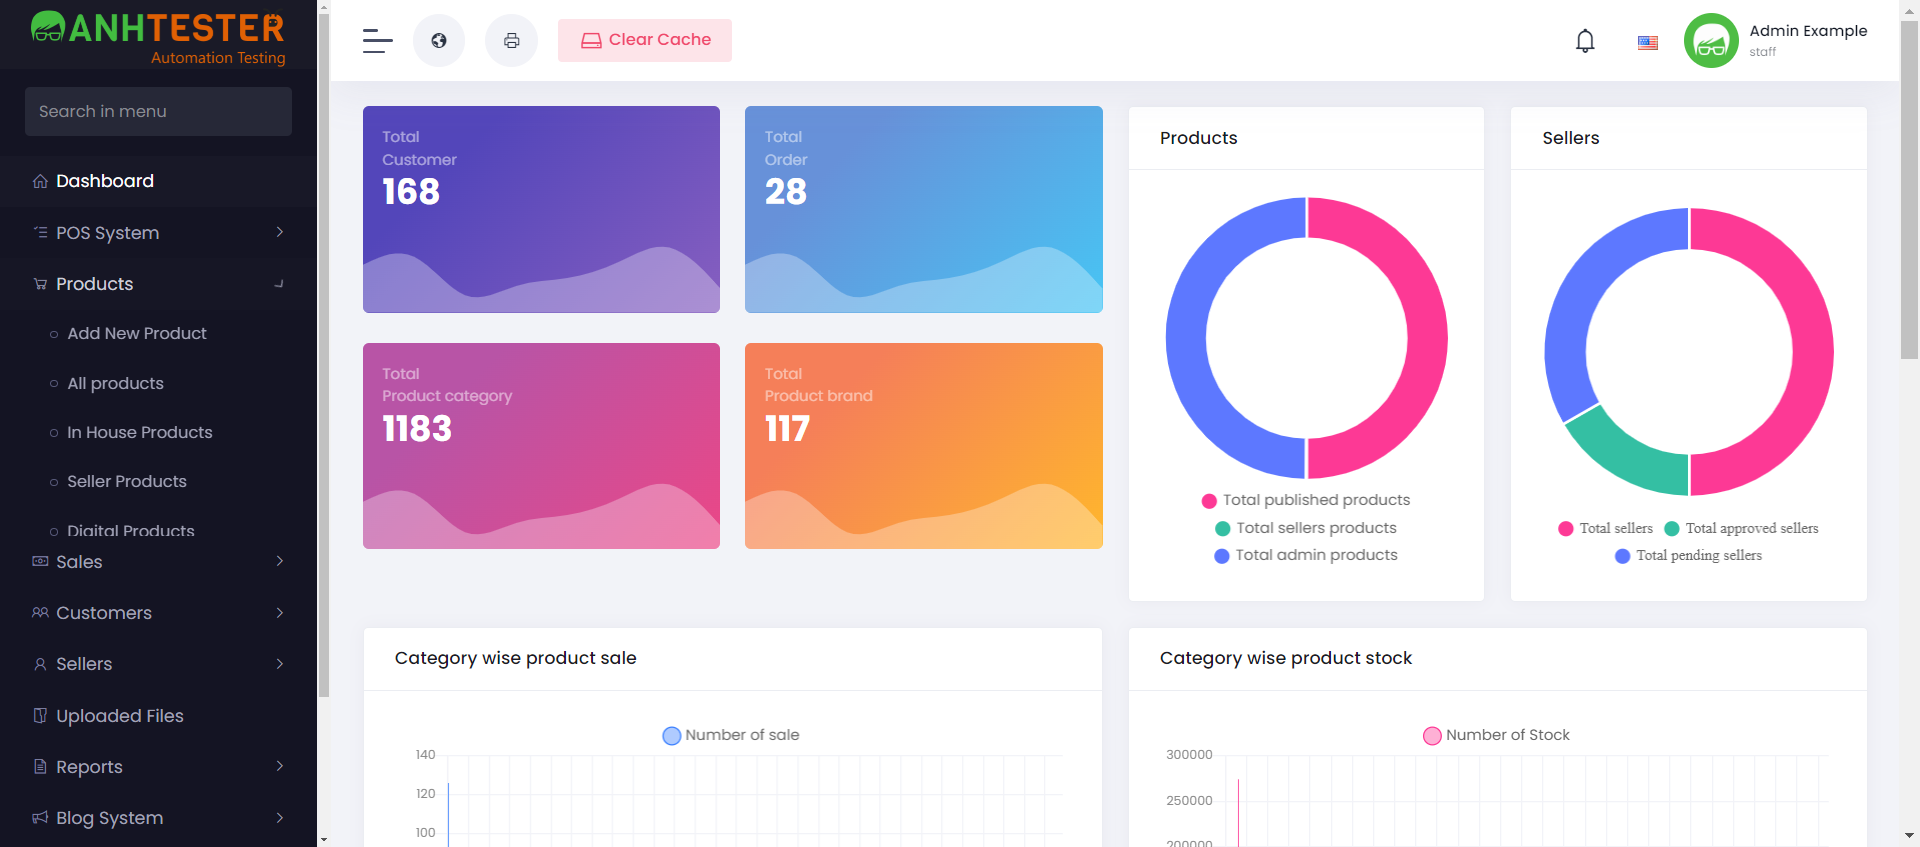 ANHTESTER
Automation Testing
Search in menu
Dashboard
POS System
Products
Add New Product
All products
In House Products
Seller Products
Digital Products
Sales
Customers
Sellers
Uploaded Files
Reports
Blog System
Clear Cache
Admin Example
staff
Total
Customer
168
Total
Order
28
Total
Product category
1183
Total
Product brand
117
Products
Total published products
Total sellers products
Total admin products
Sellers
Total sellers
Total approved sellers
Total pending sellers
Category wise product sale
Number of sale
140
120
100
Category wise product stock
Number of Stock
300000
250000
200000